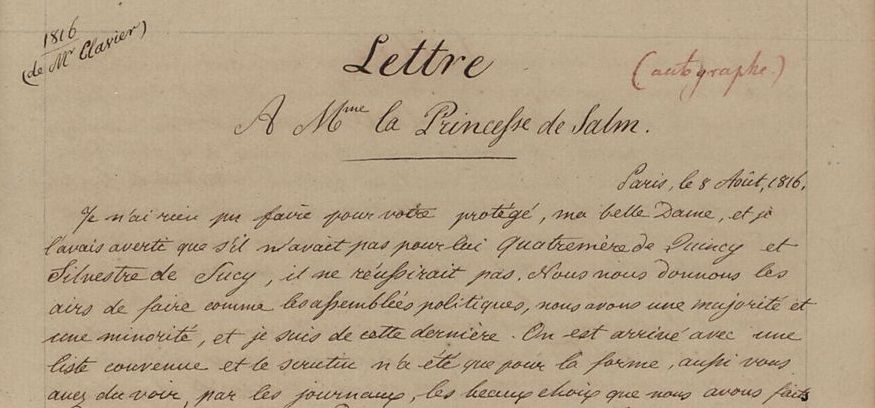 1816
(de Mr Clavier)
Lettre
(autographe.)
A Mme la Princesse de Salm.
Paris, le 8 Août, 1816.
Je n'ai rien pu faire pour votre protégé, ma belle Dame, et je
l'avais averti que s'il n'avait pas pour lui Quatremère de Quincy et
Silvestre de Sacy, il ne réussirait pas. Nous nous donnons les
airs de faire comme les assemblées politiques, nous avons une majorité et
une minorité, et je suis de cette dernière. On est arrivé avec une
liste convenue et le scrutin n'a été que pour la forme, aussi vous
avez du voir, par les journaux, les beaux choix que nous avons faits